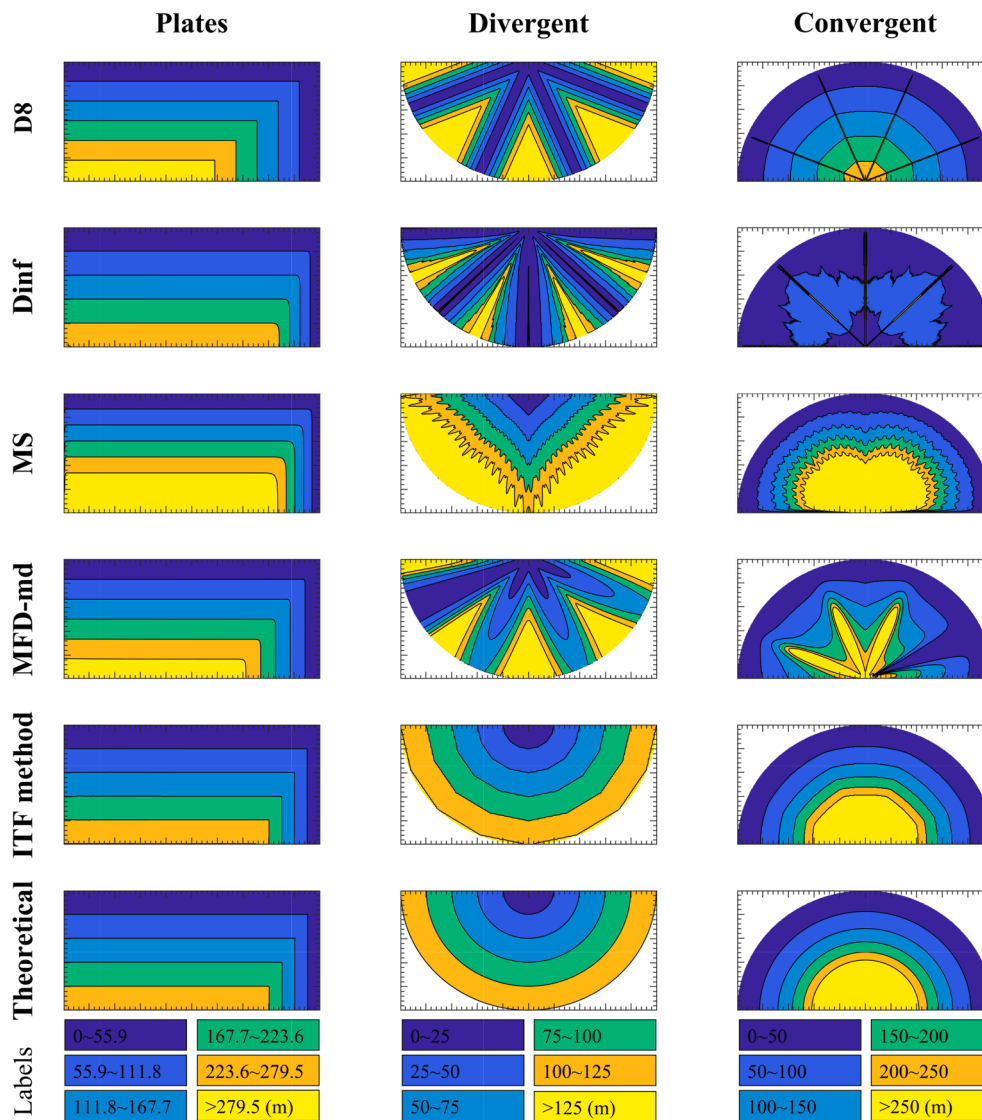 Plates Divergent Convergent
D8
Dinf
MS
MFD-md
ITF method
Theoretical
Labels
0~55.9 167.7~223.6 0~25 75~100 0~50 150~200
55.9~111.8 223.6~279.5 25~50 100~125 50~100 200~250
111.8~167.7 >279.5 (m) 50~75 >125 (m) 100~150 >250 (m)